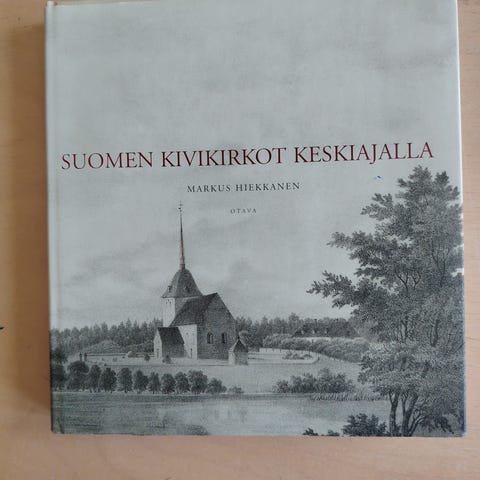 SUOMEN KIVIKIRKOT KESKIAJALLA
MARKUS HIEKKANEN
OTAVA